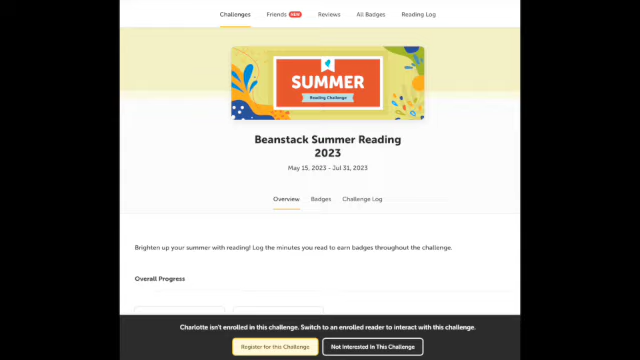 Challenges Friends NEW Reviews All Badges Reading Log
SUMMER
Reading Challenge
Beanstack Summer Reading
2023
May 15, 2023 - Jul 31, 2023
Overview Badges Challenge Log
Brighten up your summer with reading! Log the minutes you read to earn badges throughout the challenge.
Overall Progress
Charlotte isn't enrolled in this challenge. Switch to an enrolled reader to interact with this challenge.
Register for this Challenge Not Interested In This Challenge